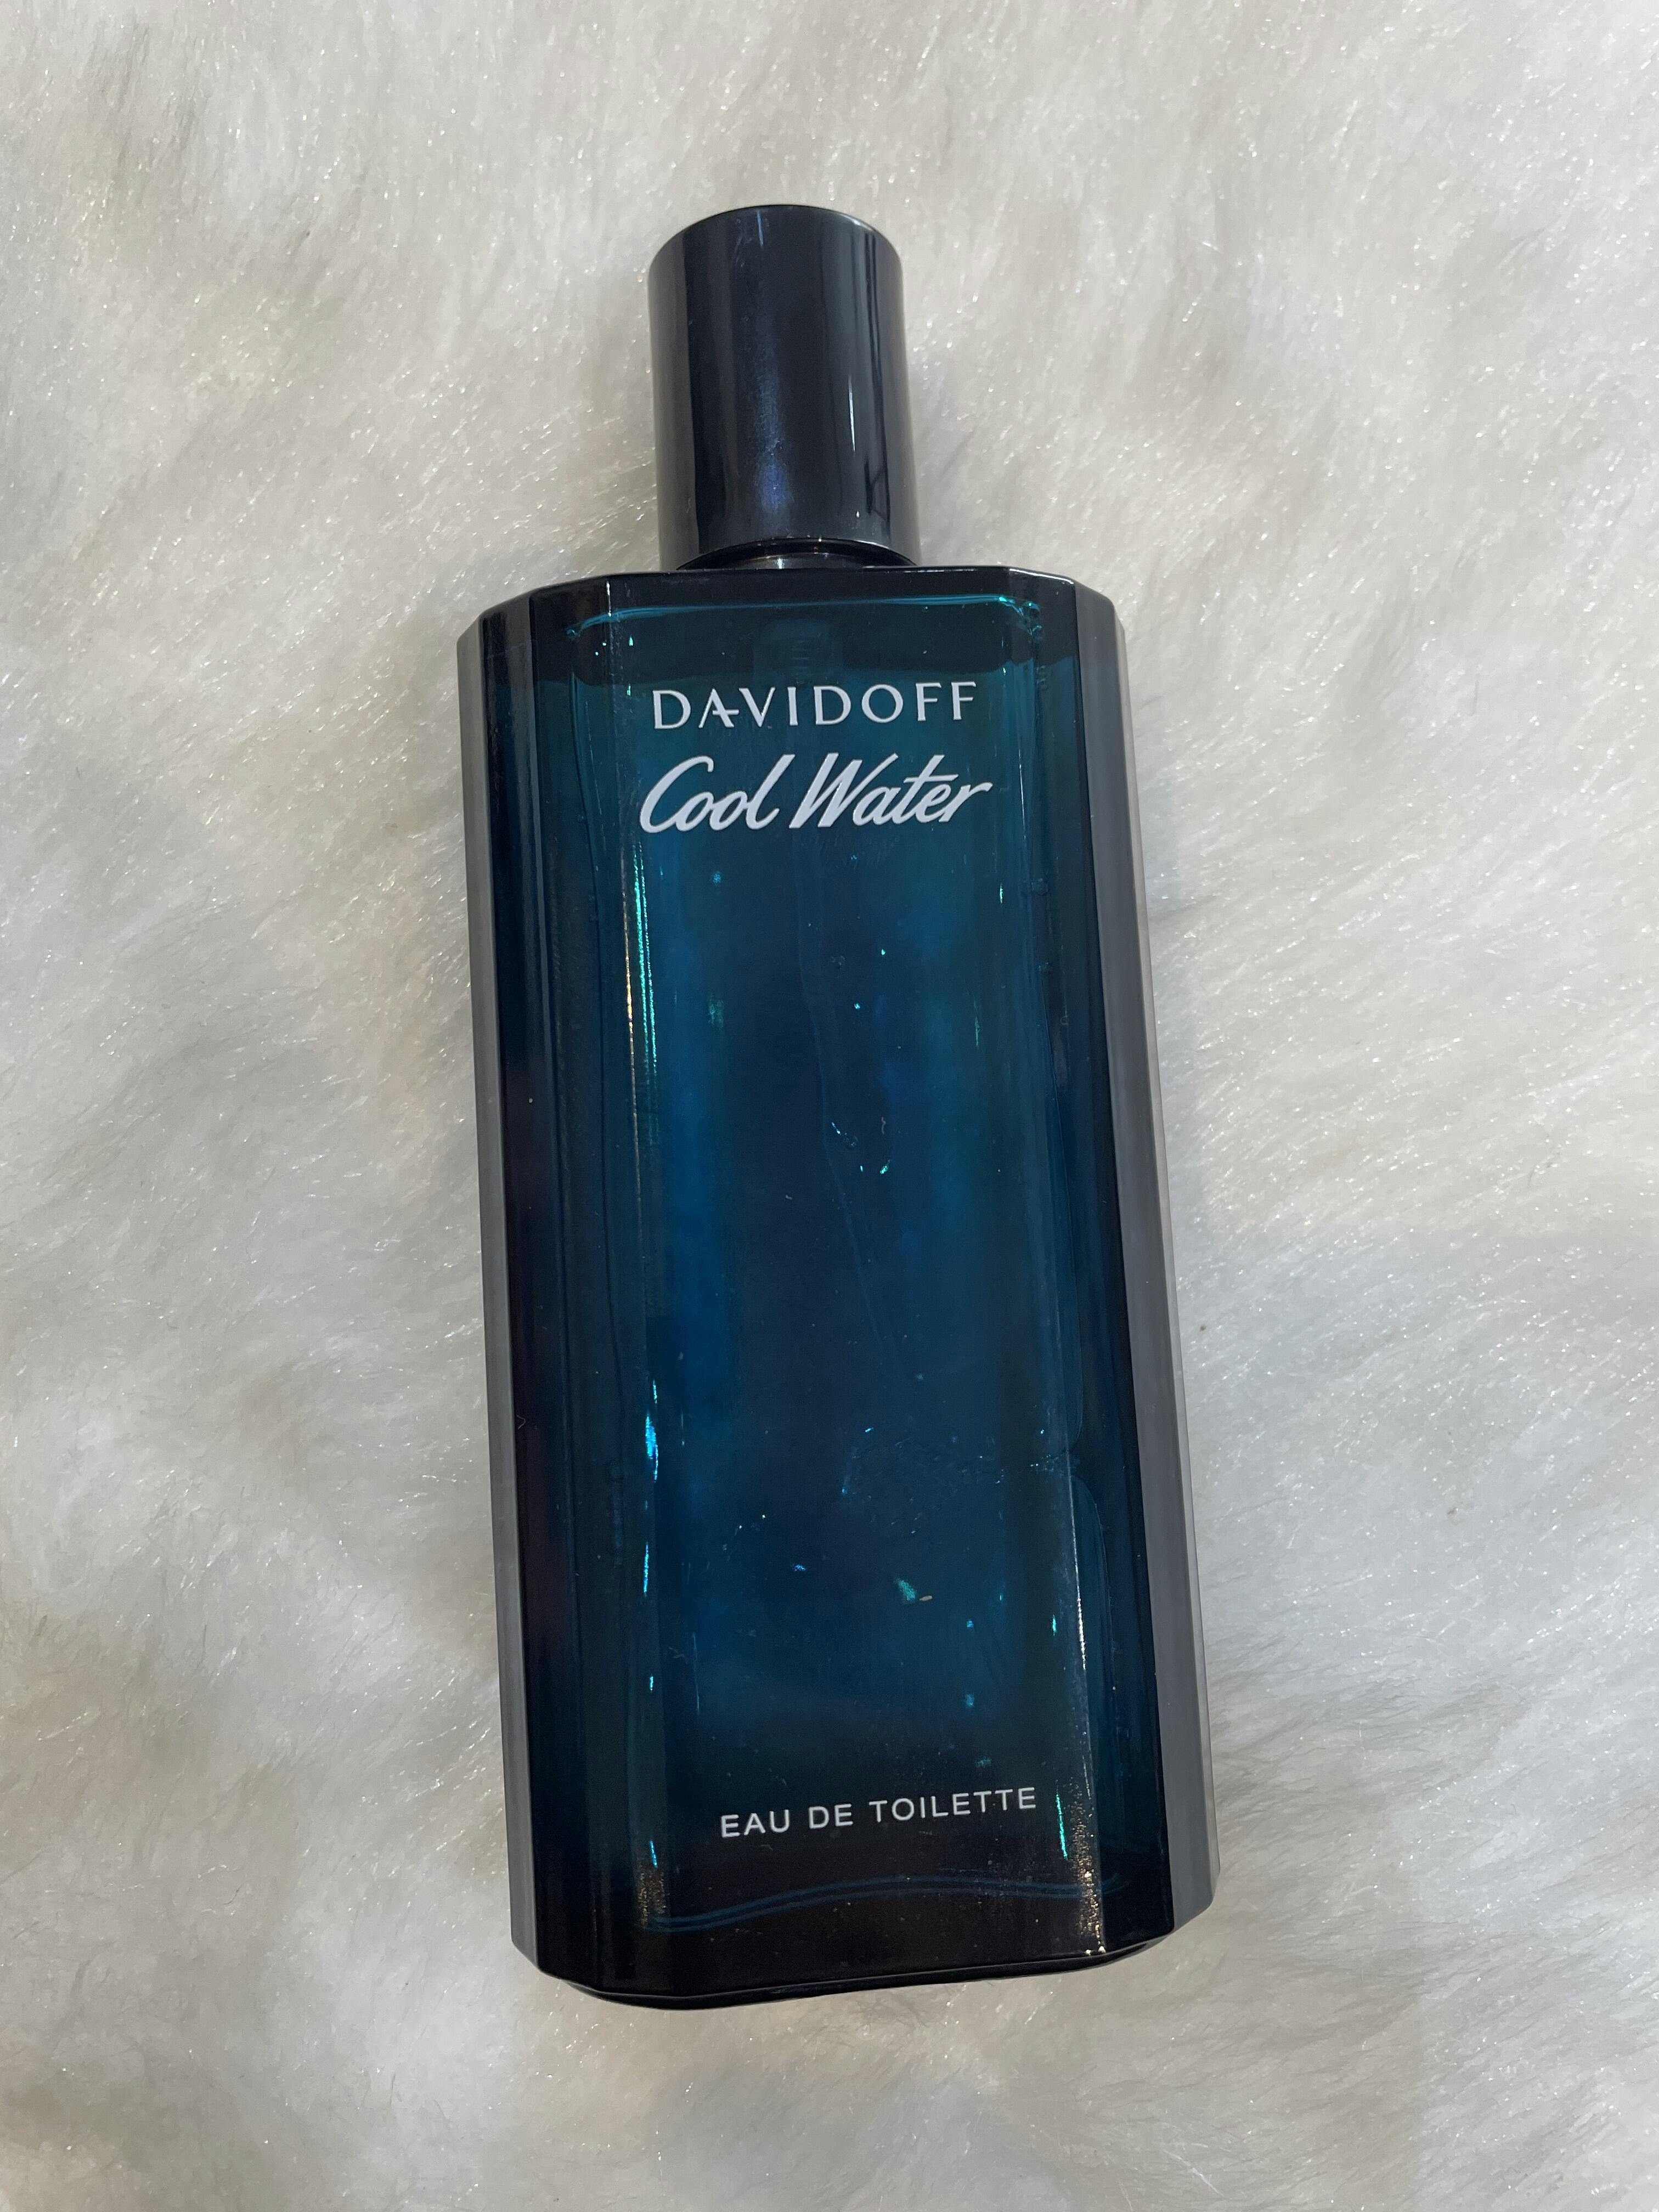 DAVIDOFF
Cool Water
EAU DE TOILETTE